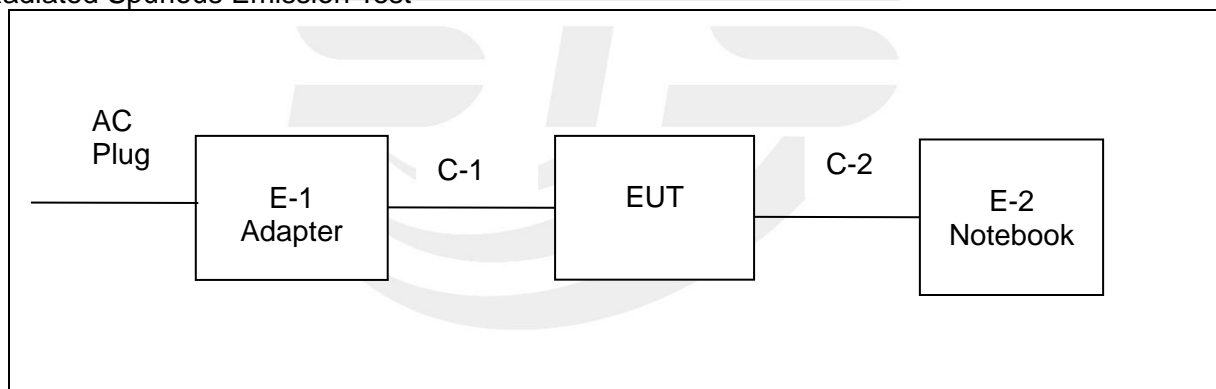 Radiated Spurious Emission Test
AC
Plug
E-1
Adapter
C-1
EUT
C-2
E-2
Notebook